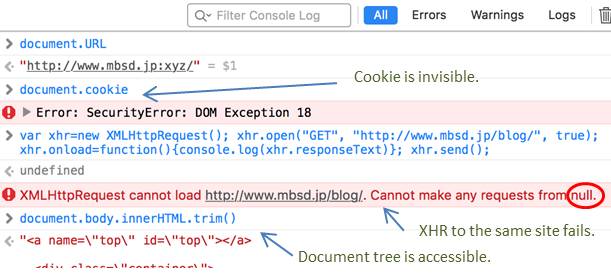 Filter Console Log
All
Errors
Warnings
Logs
document.URL
"http://www.mbsd.jp:xyz/" = $1
document.cookie
Cookie is invisible.
Error: SecurityError: DOM Exception 18
var xhr=new XMLHttpRequest(); xhr.open("GET", "http://www.mbsd.jp/blog/", true);
xhr.onload=function(){console.log(xhr.responseText)}; xhr.send();
undefined
XMLHttpRequest cannot load http://www.mbsd.jp/blog/. Cannot make any requests from null.
document.body.innerHTML.trim()
XHR to the same site fails.
"<a name=\"top\" id=\"top\"></a>
Document tree is accessible.
<div class=\"container\">